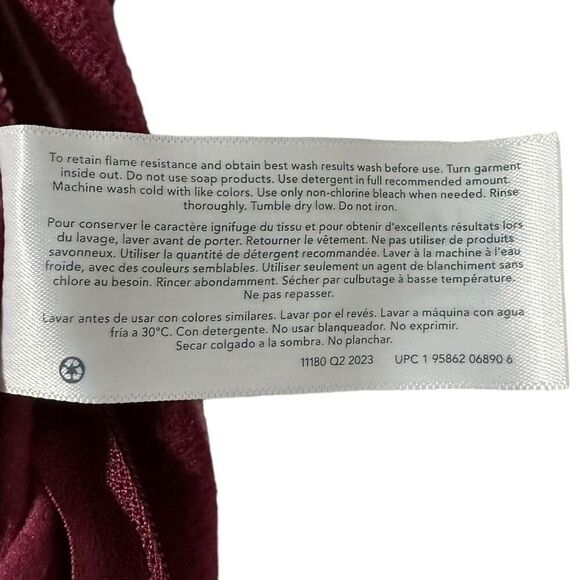 To retain flame resistance and obtain best wash results wash before use. Turn garment
inside out. Do not use soap products. Use detergent in full recommended amount.
Machine wash cold with like colors. Use only non-chlorine bleach when needed. Rinse
thoroughly. Tumble dry low. Do not iron.
Pour conserver le caractère ignifuge du tissu et pour obtenir d'excellents résultats lors
du lavage, laver avant de porter. Retourner le vêtement. Ne pas utiliser de produits
savonneux. Utiliser la quantité de détergent recommandée. Laver à la machine à l'eau
froide, avec des couleurs semblables. Utiliser seulement un agent de blanchiment sans
chlore au besoin. Rincer abondamment. Sécher par culbutage à basse température.
Ne pas repasser.
Lavar antes de usar con colores similares. Lavar por el revés. Lavar a máquina con agua
fría a 30°C. Con detergente. No usar blanqueador. No exprimir.
Secar colgado a la sombra. No planchar.
11180 Q2 2023 UPC 1 95862 06890 6